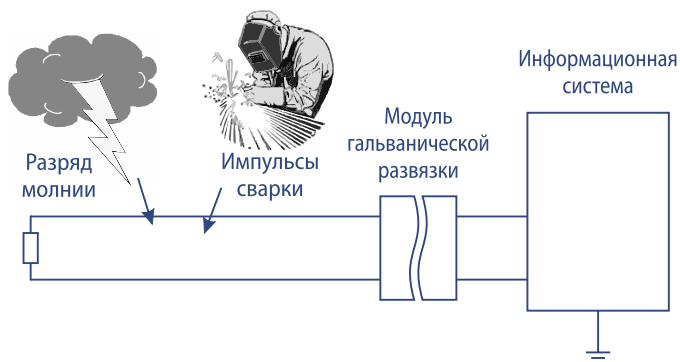 Информационная
система
Модуль
гальванической
развязки
Разряд
молнии
Импульсы
сварки